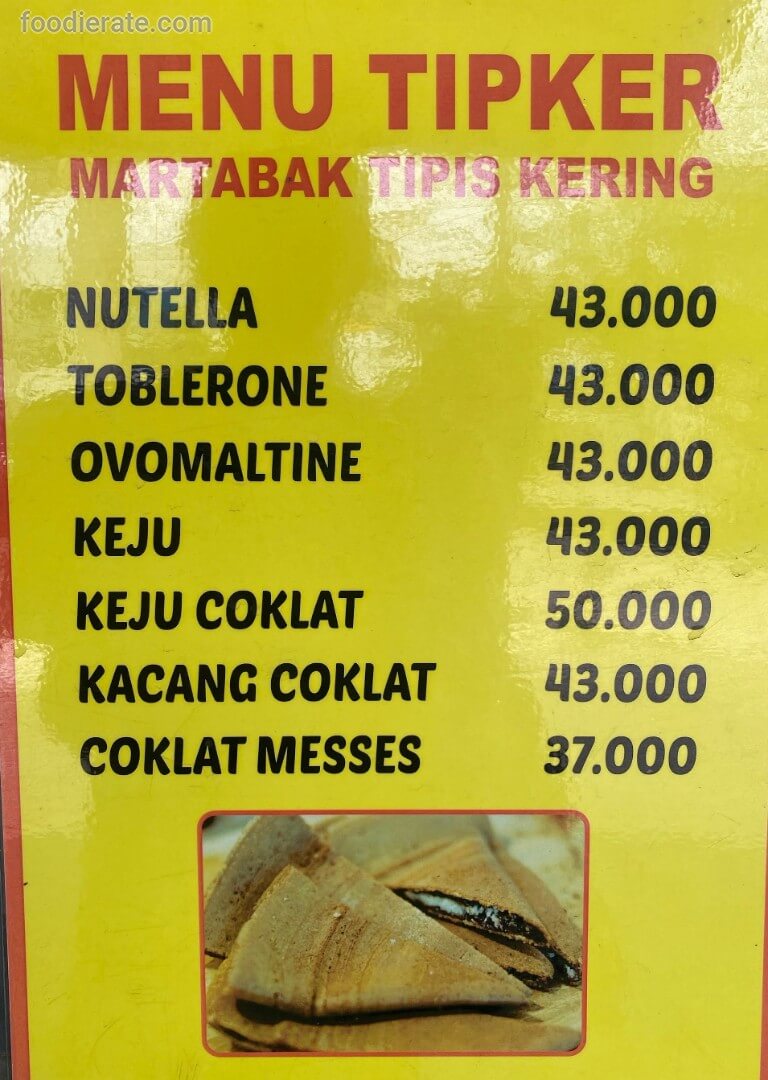 foodierate.com
MENU TIPKER
MARTABAK TIPIS KERING
NUTELLA 43.000
TOBLERONE 43.000
OVOMALTINE 43.000
KEJU 43.000
KEJU COKLAT 50.000
KACANG COKLAT 43.000
COKLAT MESSES 37.000